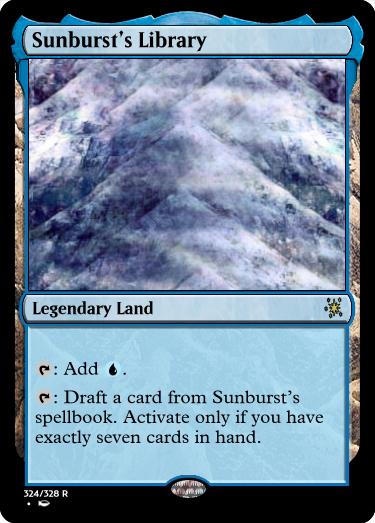 Sunburst's Library
Legendary Land
: Add .
: Draft a card from Sunburst's
spellbook. Activate only if you have
exactly seven cards in hand.
324/328 R